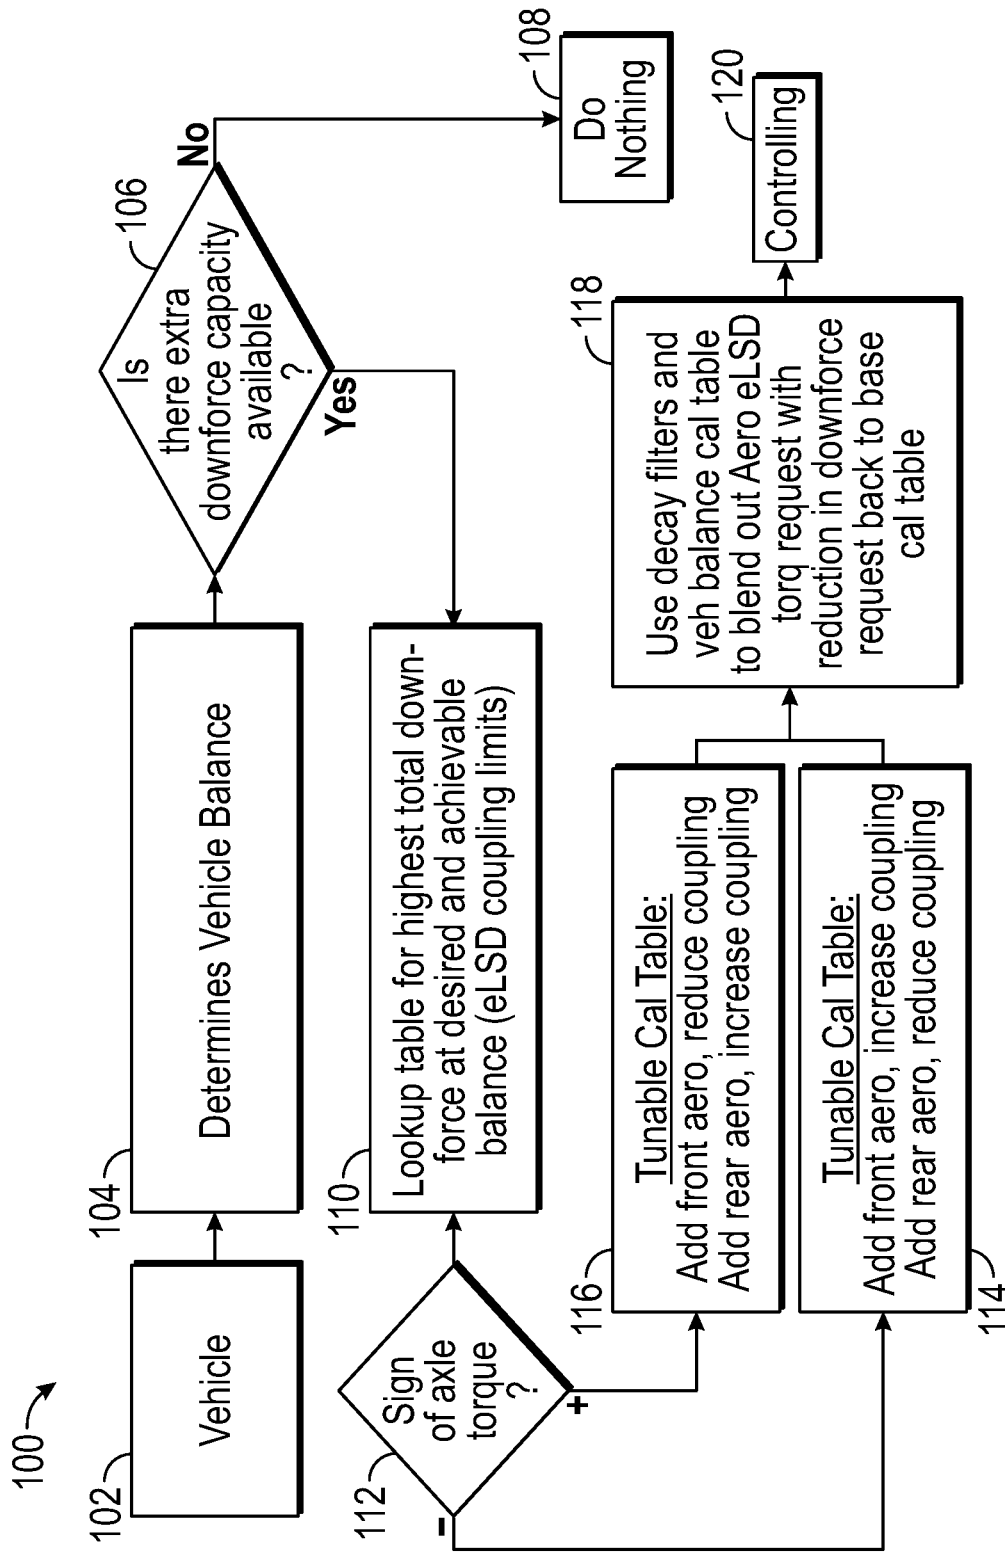 100
102
Vehicle
104
Determines Vehicle Balance
106
Is
there extra
downforce capacity
available
?
No
Yes
108
Do
Nothing
110
Lookup table for highest total down-
force at desired and achievable
balance (eLSD coupling limits)
112
Sign
of axle
torque
?
+
-
116
Tunable Cal Table:
Add front aero, reduce coupling
Add rear aero, increase coupling
114
Tunable Cal Table:
Add front aero, increase coupling
Add rear aero, reduce coupling
118
Use decay filters and
veh balance cal table
to blend out Aero eLSD
torq request with
reduction in downforce
request back to base
cal table
120
Controlling